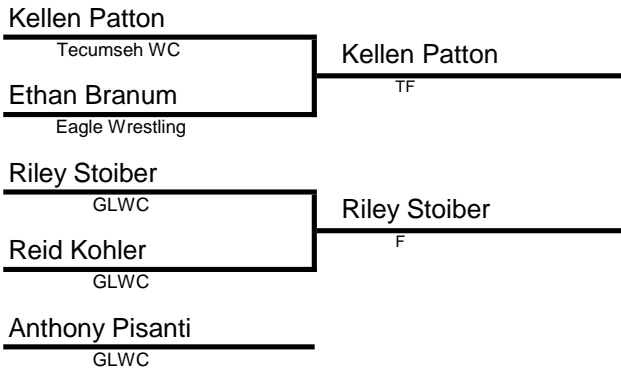 Kellen Patton
Tecumseh WC
Kellen Patton
TF
Ethan Branum
Eagle Wrestling
Riley Stoiber
GLWC
Riley Stoiber
F
Reid Kohler
GLWC
Anthony Pisanti
GLWC